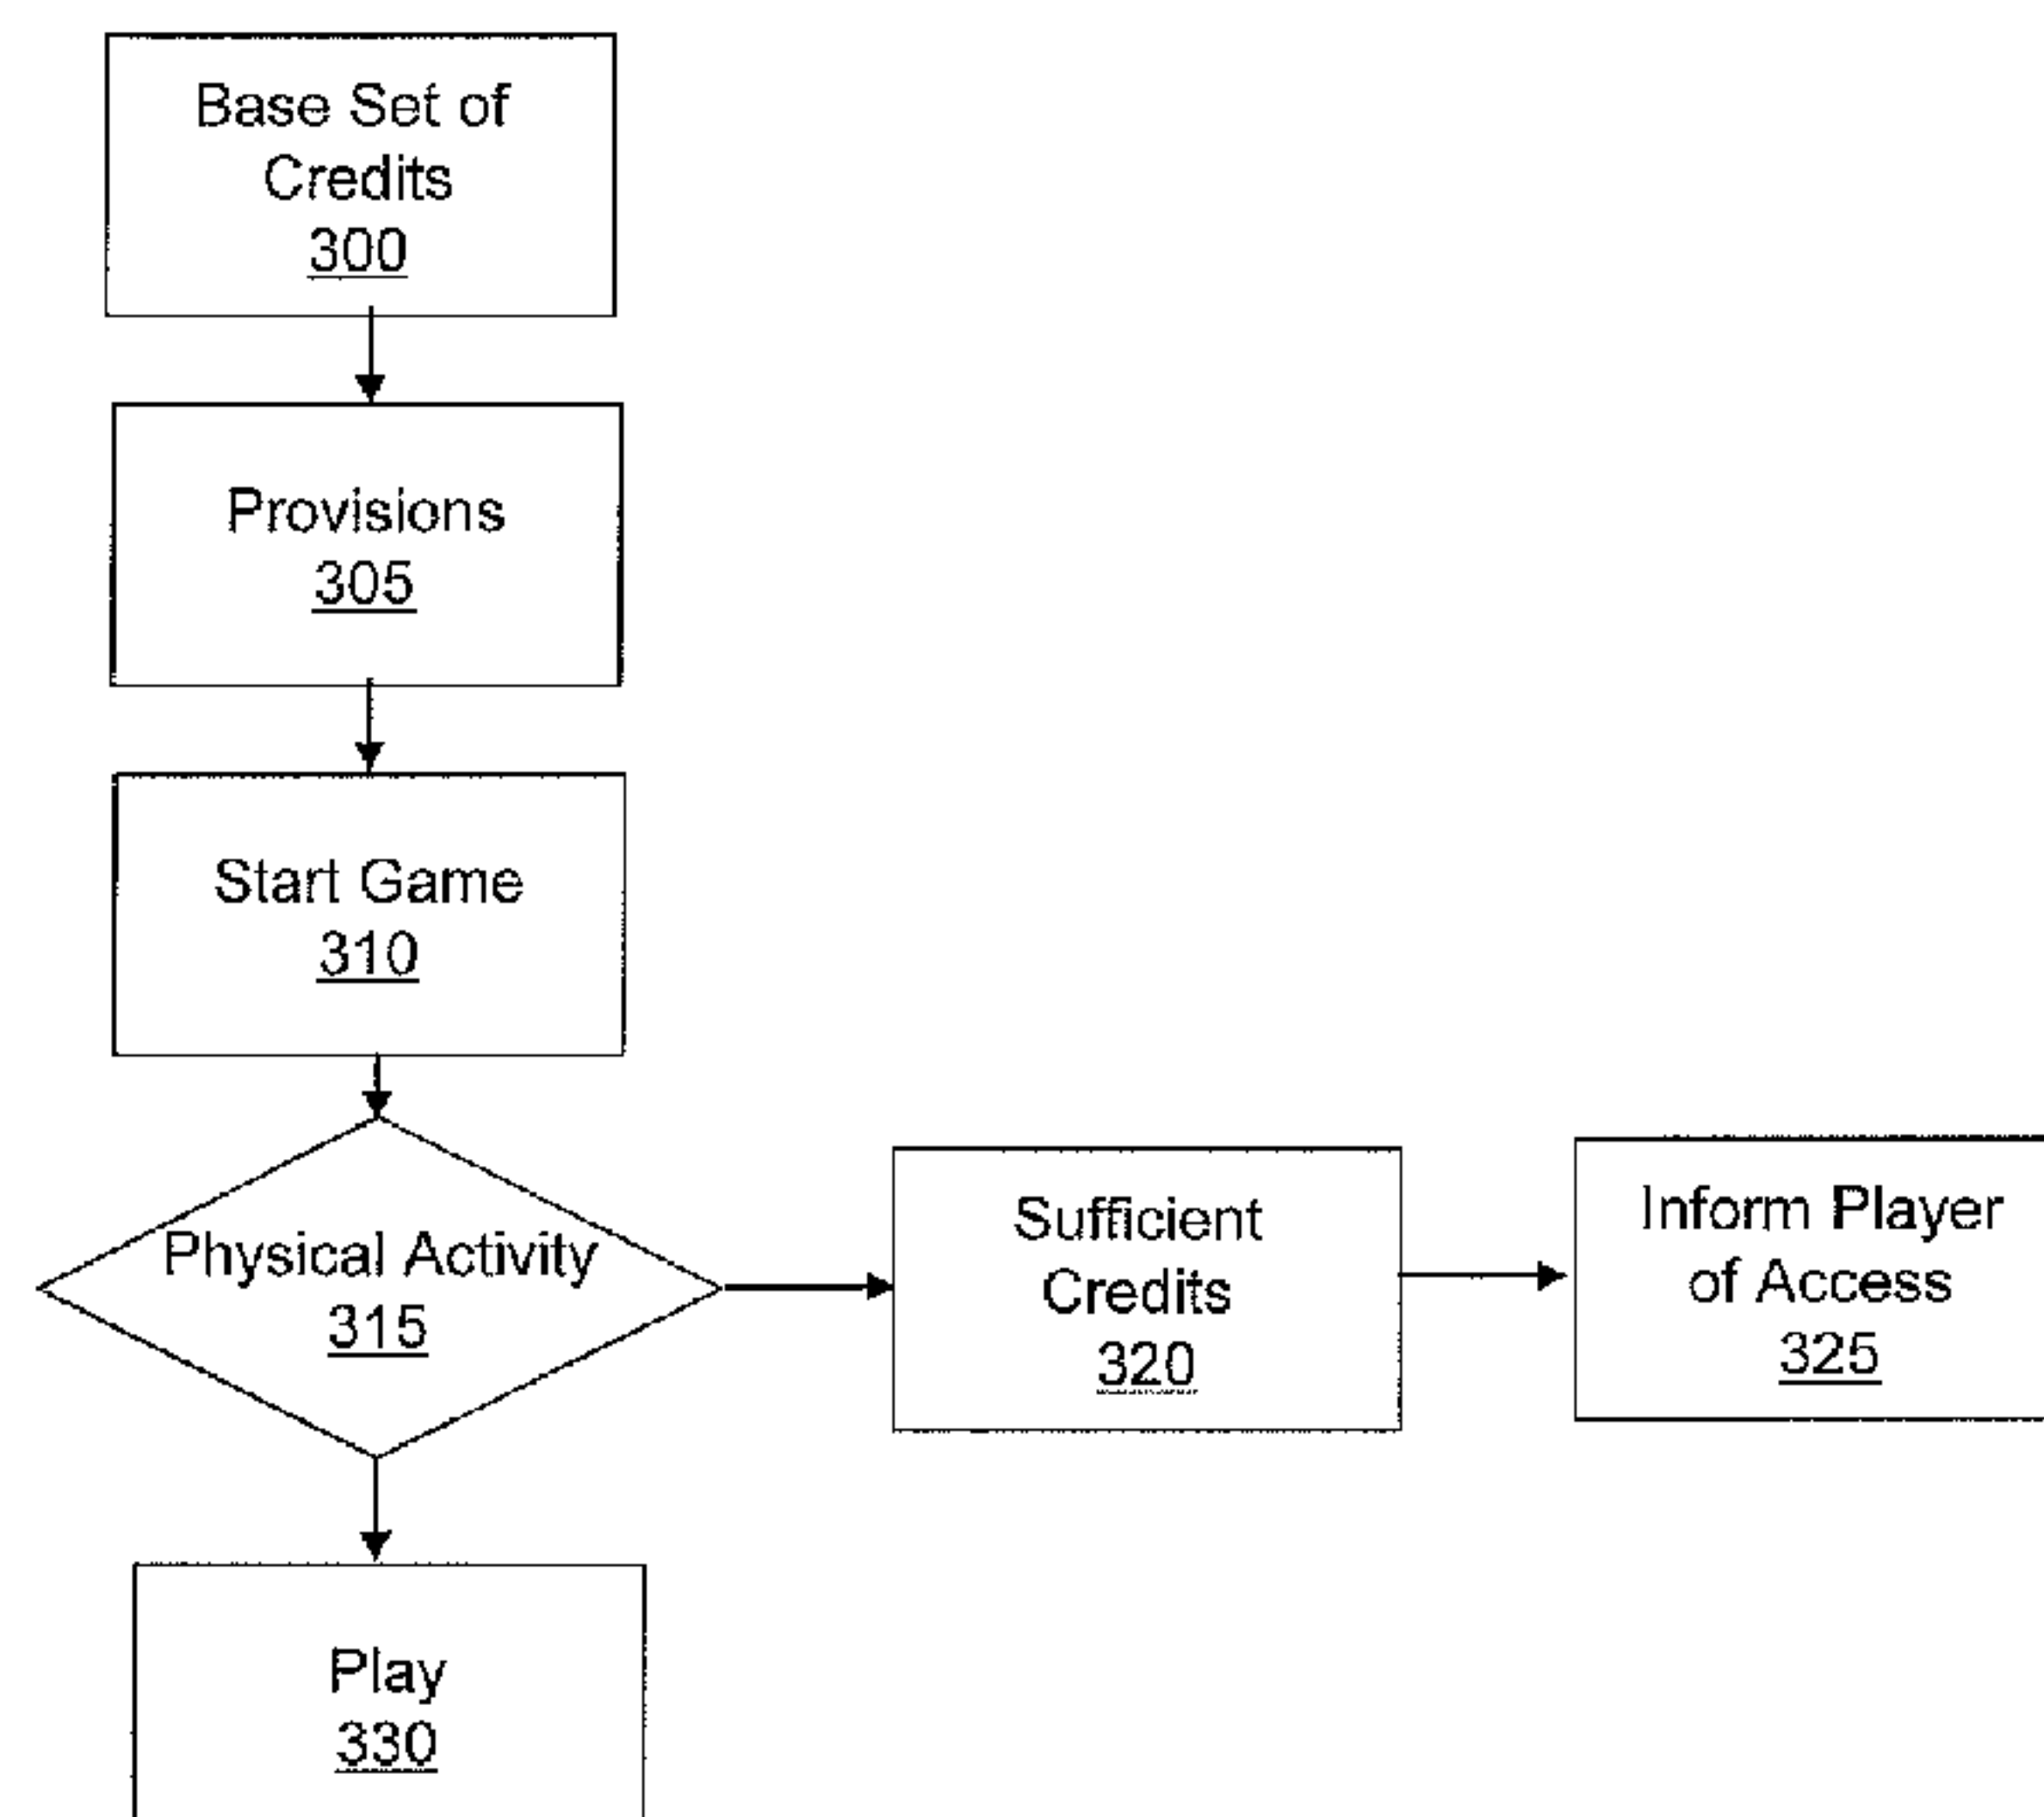 Base Set of
Credits
300
Provisions
305
Start Game
310
Physical Activity
315
Sufficient
Credits
320
Inform Player
of Access
325
Play
330